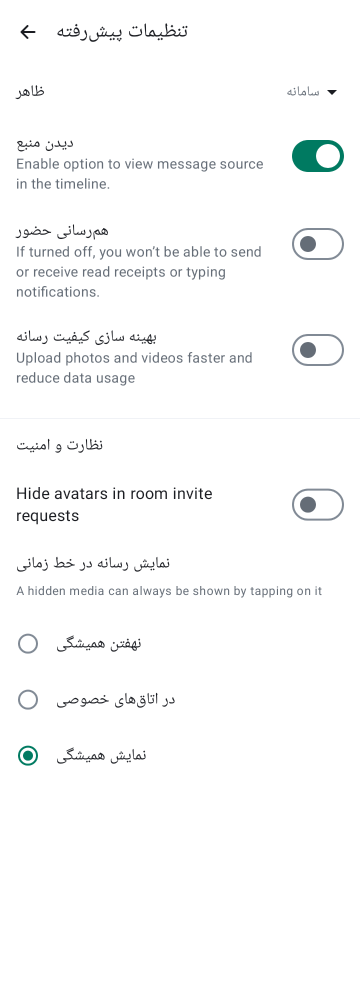 تنظیمات پیش‌رفته
ظاهر
سامانه
دیدن منبع
Enable option to view message source
in the timeline.
هم‌رسانی حضور
If turned off, you won’t be able to send
or receive read receipts or typing
notifications.
بهینه سازی کیفیت رسانه
Upload photos and videos faster and
reduce data usage
نظارت و امنیت
Hide avatars in room invite
requests
نمایش رسانه در خط زمانی
A hidden media can always be shown by tapping on it
نهفتن همیشگی
در اتاق‌های خصوصی
نمایش همیشگی